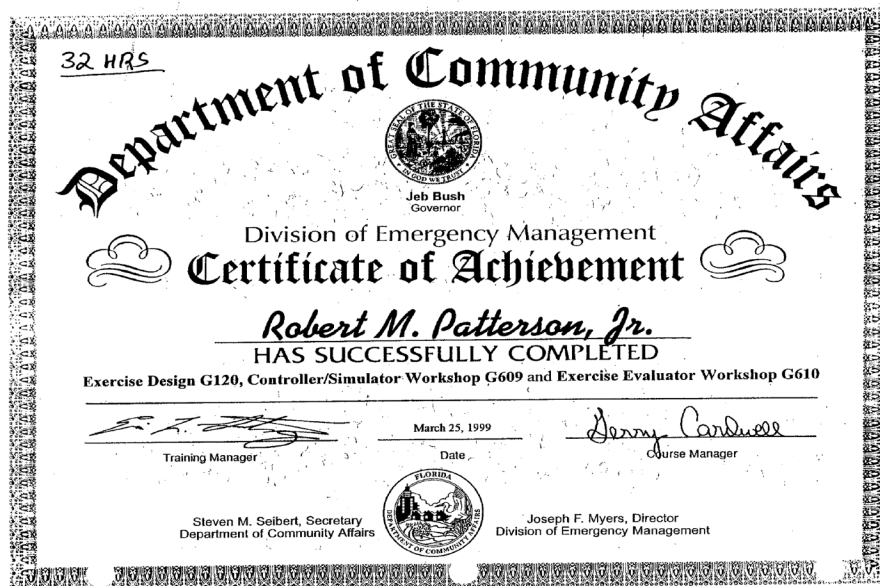 32 HRS
Department of Community Affairs
GREAT SEAL OF THE STATE OF FLORIDA
IN GOD WE TRUST
Jeb Bush
Governor
Division of Emergency Management
Certificate of Achievement
Robert M. Patterson, Jr.
HAS SUCCESSFULLY COMPLETED
Exercise Design G120, Controller/Simulator Workshop G609 and Exercise Evaluator Workshop G610
March 25, 1999
Training Manager
Date
Course Manager
FLORIDA
DEPARTMENT OF COMMUNITY AFFAIRS
Steven M. Seibert, Secretary
Department of Community Affairs
Joseph F. Myers, Director
Division of Emergency Management